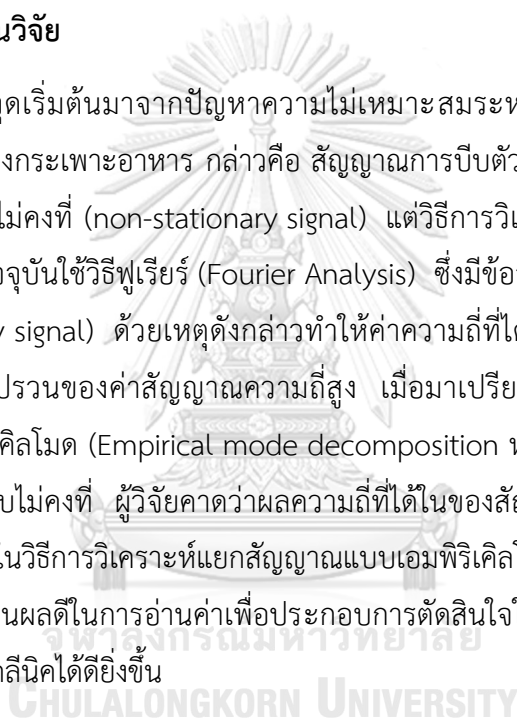 นวิจัย
ุดเริ่มต้นมาจากปัญหาความไม่เหมาะสมระห
งกระเพาะอาหาร กล่าวคือ สัญญาณการบีบตัว
ไม่คงที่ (non-stationary signal) แต่วิธีการวิเ
จจุบันใช้วิธีฟูเรียร์ (Fourier Analysis) ซึ่งมีข้อ
y signal) ด้วยเหตุดังกล่าวทำให้ค่าความถี่ที่ได
ปรวนของค่าสัญญาณความถี่สูง เมื่อมาเปรีย
เคิลโมด (Empirical mode decomposition ห
บไม่คงที่ ผู้วิจัยคาดว่าผลความถี่ที่ได้ในของสัญ
นวิธีการวิเคราะห์แยกสัญญาณแบบเอมพิริเคิลโ
นผลดีในการอ่านค่าเพื่อประกอบการตัดสินใจใ
จุฬาลงกรณ์มหาวิทยาลัย
ลินิคได้ดียิ่งขึ้น
CHULALONGKORN UNIVERSITY